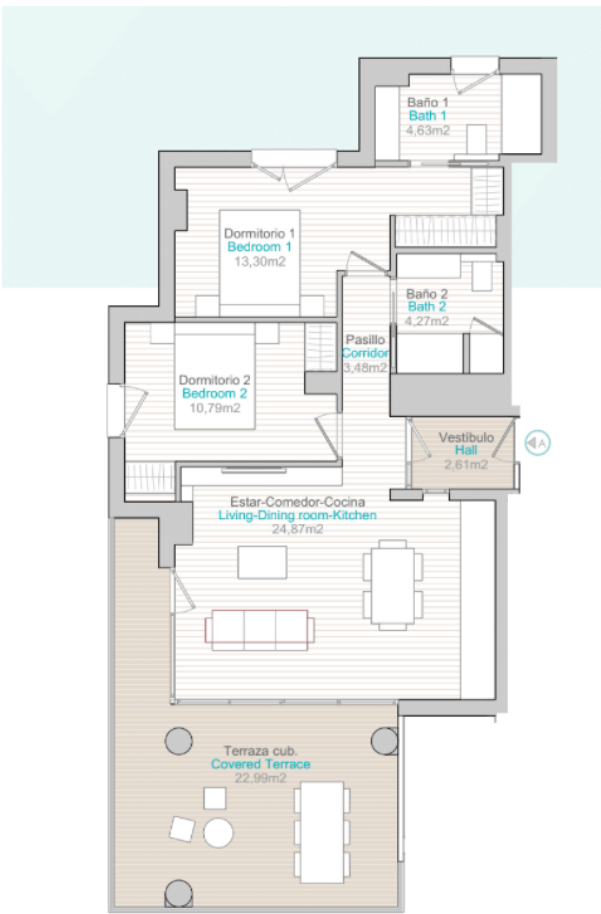 Baño 1
Bath 1
4,63m2
Dormitorio 1
Bedroom 1
13,30m2
Baño 2
Bath 2
4,27m2
Pasillo
Corridor
3,48m2
Dormitorio 2
Bedroom 2
10,79m2
Vestíbulo
Hall
2,61m2
A
Estar-Comedor-Cocina
Living-Dining room-Kitchen
24,87m2
Terraza cub.
Covered Terrace
22,99m2